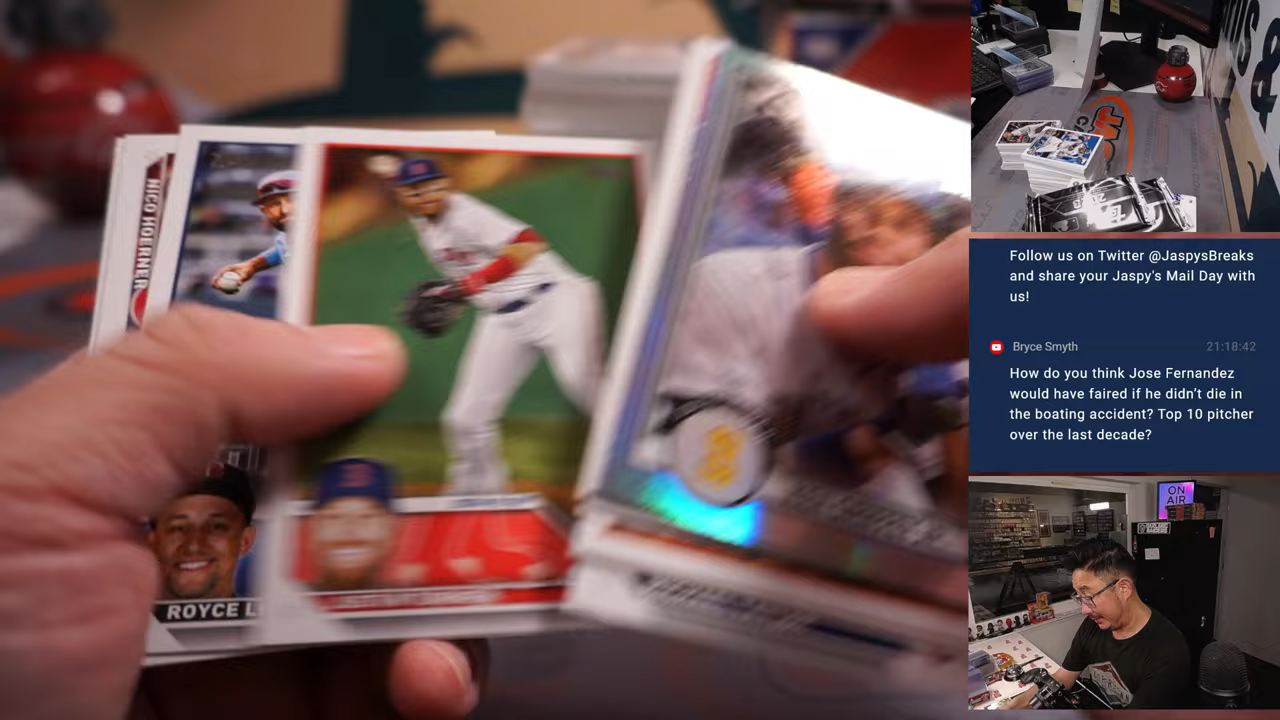 NICO HOERNER
ROYCE L
Follow us on Twitter @JaspysBreaks
and share your Jaspy's Mail Day with
us!
Bryce Smyth
21:18:42
How do you think Jose Fernandez
would have faired if he didn't die in
the boating accident? Top 10 pitcher
over the last decade?
ON
AIR